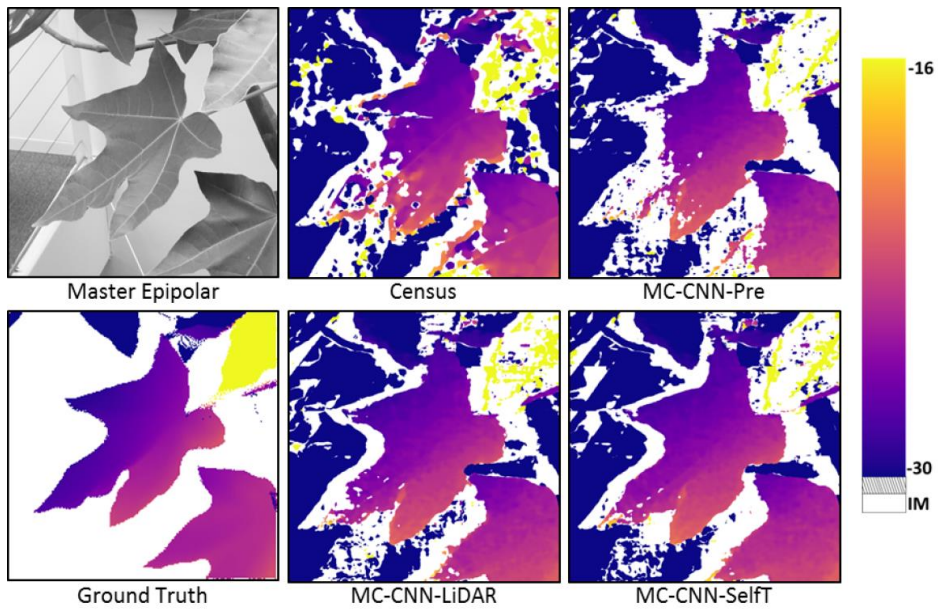 Master Epipolar
Census
MC-CNN-Pre
Ground Truth
MC-CNN-LiDAR
MC-CNN-SelfT
-16
-30
IM